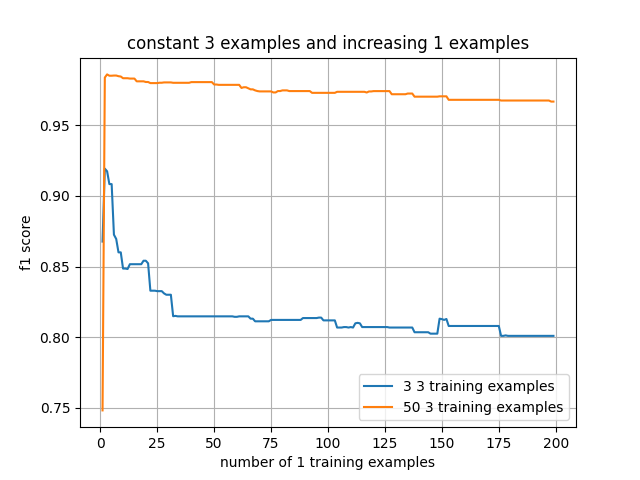 constant 3 examples and increasing 1 examples
f1 score
0.95
0.90
0.85
0.80
0.75
3 3 training examples
50 3 training examples
0 25 50 75 100 125 150 175 200
number of 1 training examples